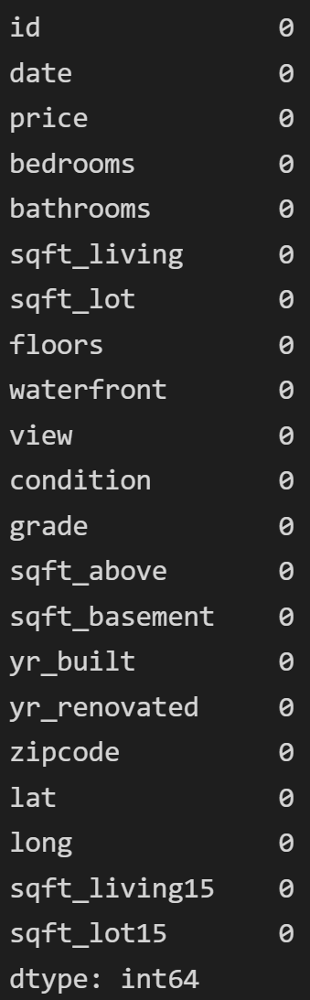 id 0
date 0
price 0
bedrooms 0
bathrooms 0
sqft_living 0
sqft_lot 0
floors 0
waterfront 0
view 0
condition 0
grade 0
sqft_above 0
sqft_basement 0
yr_built 0
yr_renovated 0
zipcode 0
lat 0
long 0
sqft_living15 0
sqft_lot15 0
dtype: int64